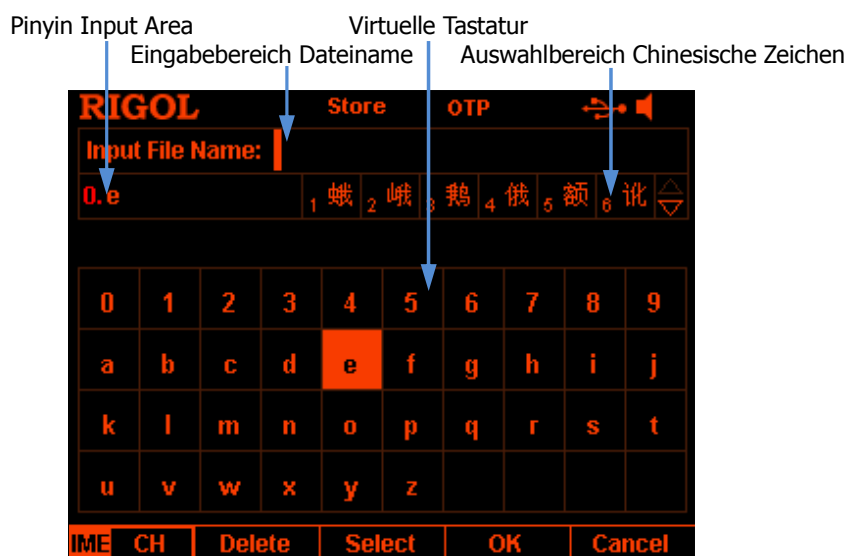 Pinyin Input Area Virtuelle Tastatur
Eingabebereich Dateiname Auswahlbereich Chinesische Zeichen
RIGOL Store OTP
Input File Name:
0.e 1 蛾 2 峨 3 鹅 4 俄 5 额 6 讹
0 1 2 3 4 5 6 7 8 9
a b c d e f g h i j
k l m n o p q r s t
u v w x y z
IME CH Delete Select OK Cancel